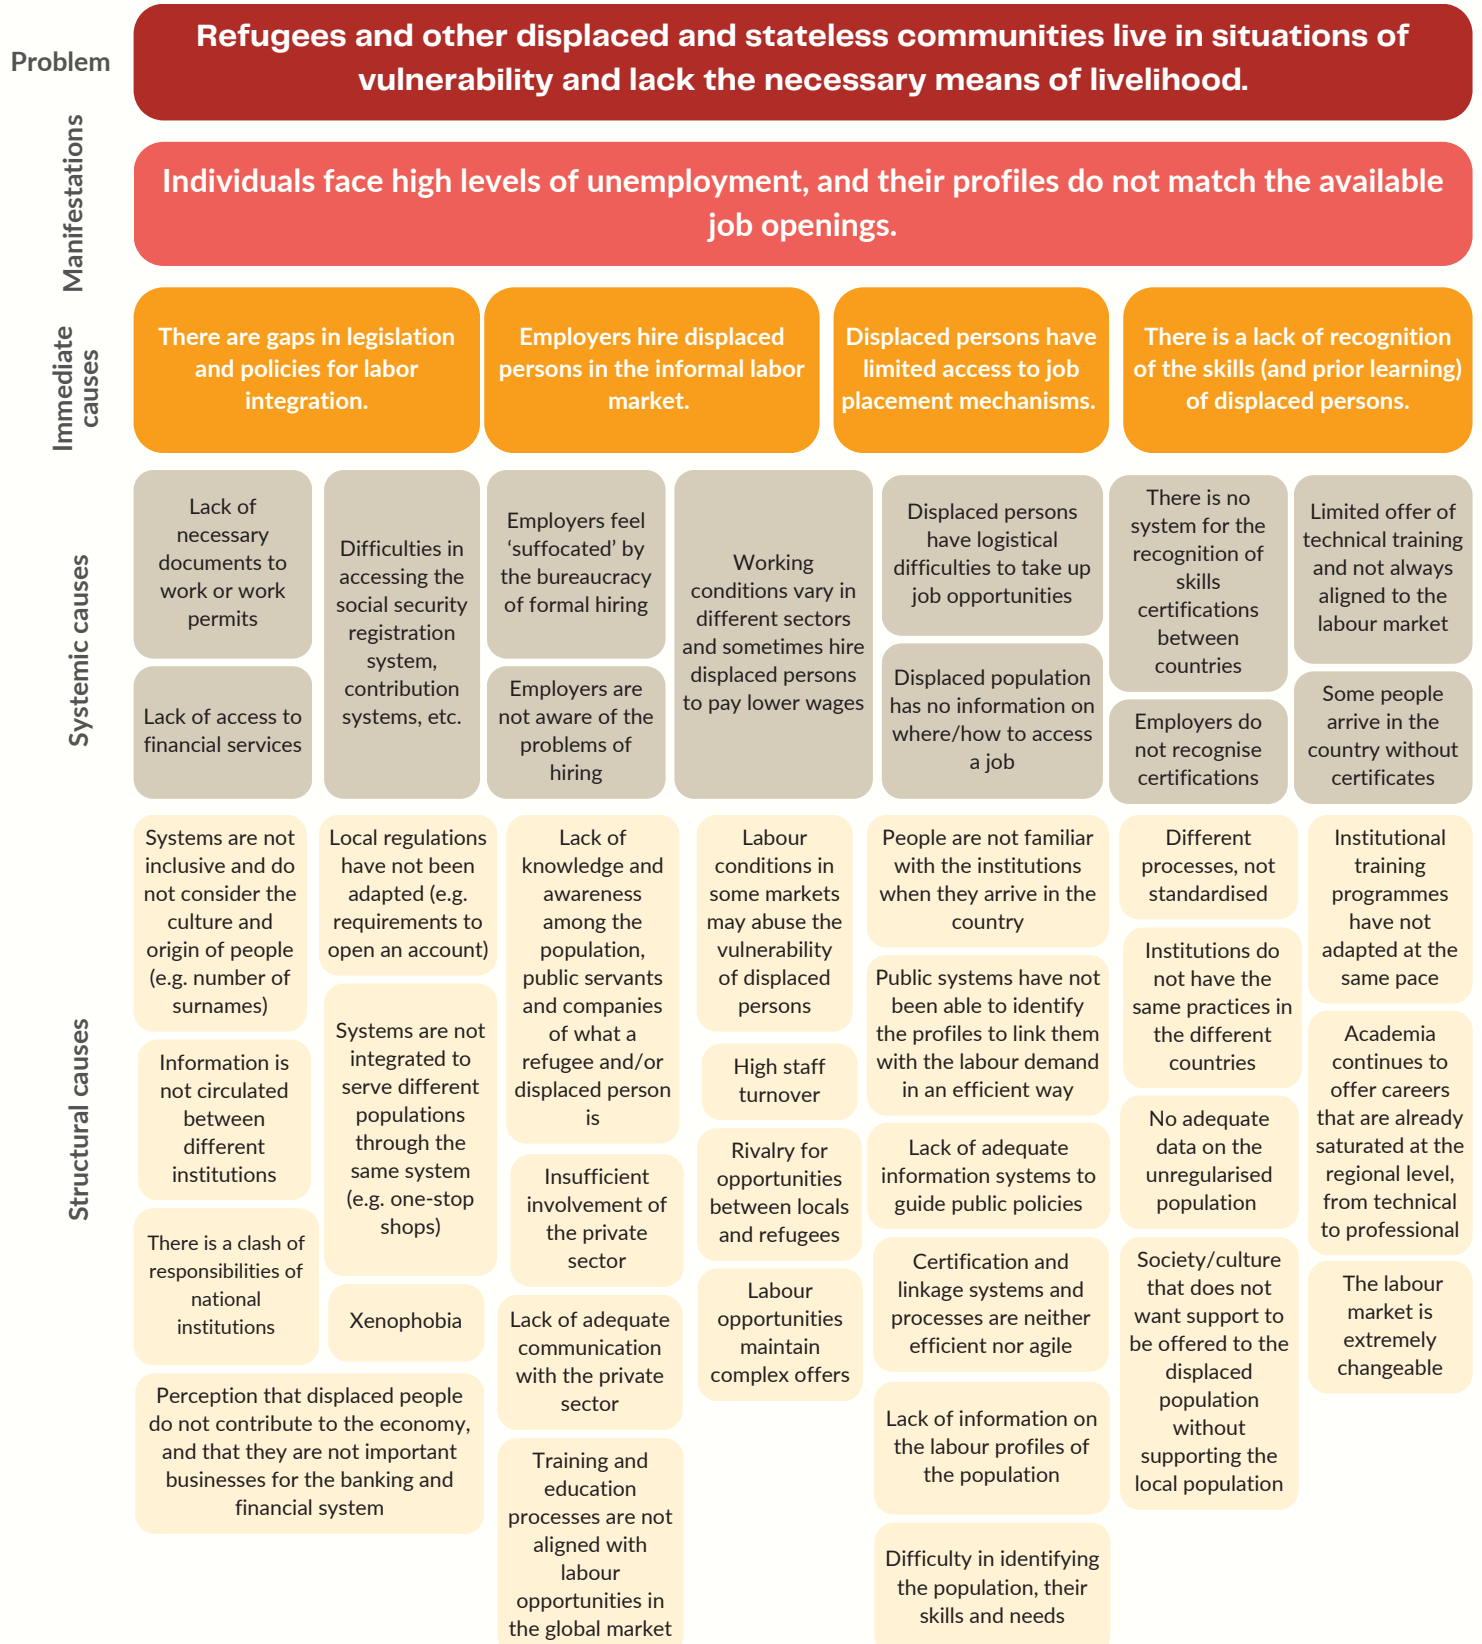 Problem
Refugees and other displaced and stateless communities live in situations of
vulnerability and lack the necessary means of livelihood.
Manifestations
Individuals face high levels of unemployment, and their profiles do not match the available
job openings.
Immediate
causes
There are gaps in legislation
and policies for labor
integration.
Employers hire displaced
persons in the informal labor
market.
Displaced persons have
limited access to job
placement mechanisms.
There is a lack of recognition
of the skills (and prior learning)
of displaced persons.
Systemic causes
Lack of
necessary
documents to
work or work
permits
Lack of access to
financial services
Difficulties in
accessing the
social security
registration
system,
contribution
systems, etc.
Employers feel
‘suffocated’ by
the bureaucracy
of formal hiring
Employers are
not aware of the
problems of
hiring
Working
conditions vary in
different sectors
and sometimes hire
displaced persons
to pay lower wages
Displaced persons
have logistical
difficulties to take up
job opportunities
Displaced population
has no information on
where/how to access
a job
There is no
system for the
recognition of
skills
certifications
between
countries
Employers do
not recognise
certifications
Limited offer of
technical training
and not always
aligned to the
labour market
Some people
arrive in the
country without
certificates
Structural causes
Systems are not
inclusive and do
not consider the
culture and
origin of people
(e.g. number of
surnames)
Information is
not circulated
between
different
institutions
There is a clash of
responsibilities of
national
institutions
Local regulations
have not been
adapted (e.g.
requirements to
open an account)
Systems are not
integrated to
serve different
populations
through the
same system
(e.g. one-stop
shops)
Xenophobia
Perception that displaced people
do not contribute to the economy,
and that they are not important
businesses for the banking and
financial system
Lack of
knowledge and
awareness
among the
population,
public servants
and companies
of what a
refugee and/or
displaced person
is
Insufficient
involvement of
the private
sector
Lack of adequate
communication
with the private
sector
Training and
education
processes are not
aligned with
labour
opportunities in
the global market
Labour
conditions in
some markets
may abuse the
vulnerability
of displaced
persons
High staff
turnover
Rivalry for
opportunities
between locals
and refugees
Labour
opportunities
maintain
complex offers
People are not familiar
with the institutions
when they arrive in the
country
Public systems have not
been able to identify
the profiles to link them
with the labour demand
in an efficient way
Lack of adequate
information systems to
guide public policies
Certification and
linkage systems and
processes are neither
efficient nor agile
Lack of information on
the labour profiles of
the population
Difficulty in identifying
the population, their
skills and needs
Different
processes, not
standardised
Institutions do
not have the
same practices in
the different
countries
No adequate
data on the
unregularised
population
Society/culture
that does not
want support to
be offered to the
displaced
population
without
supporting the
local population
Institutional
training
programmes
have not
adapted at the
same pace
Academia
continues to
offer careers
that are already
saturated at the
regional level,
from technical
to professional
The labour
market is
extremely
changeable